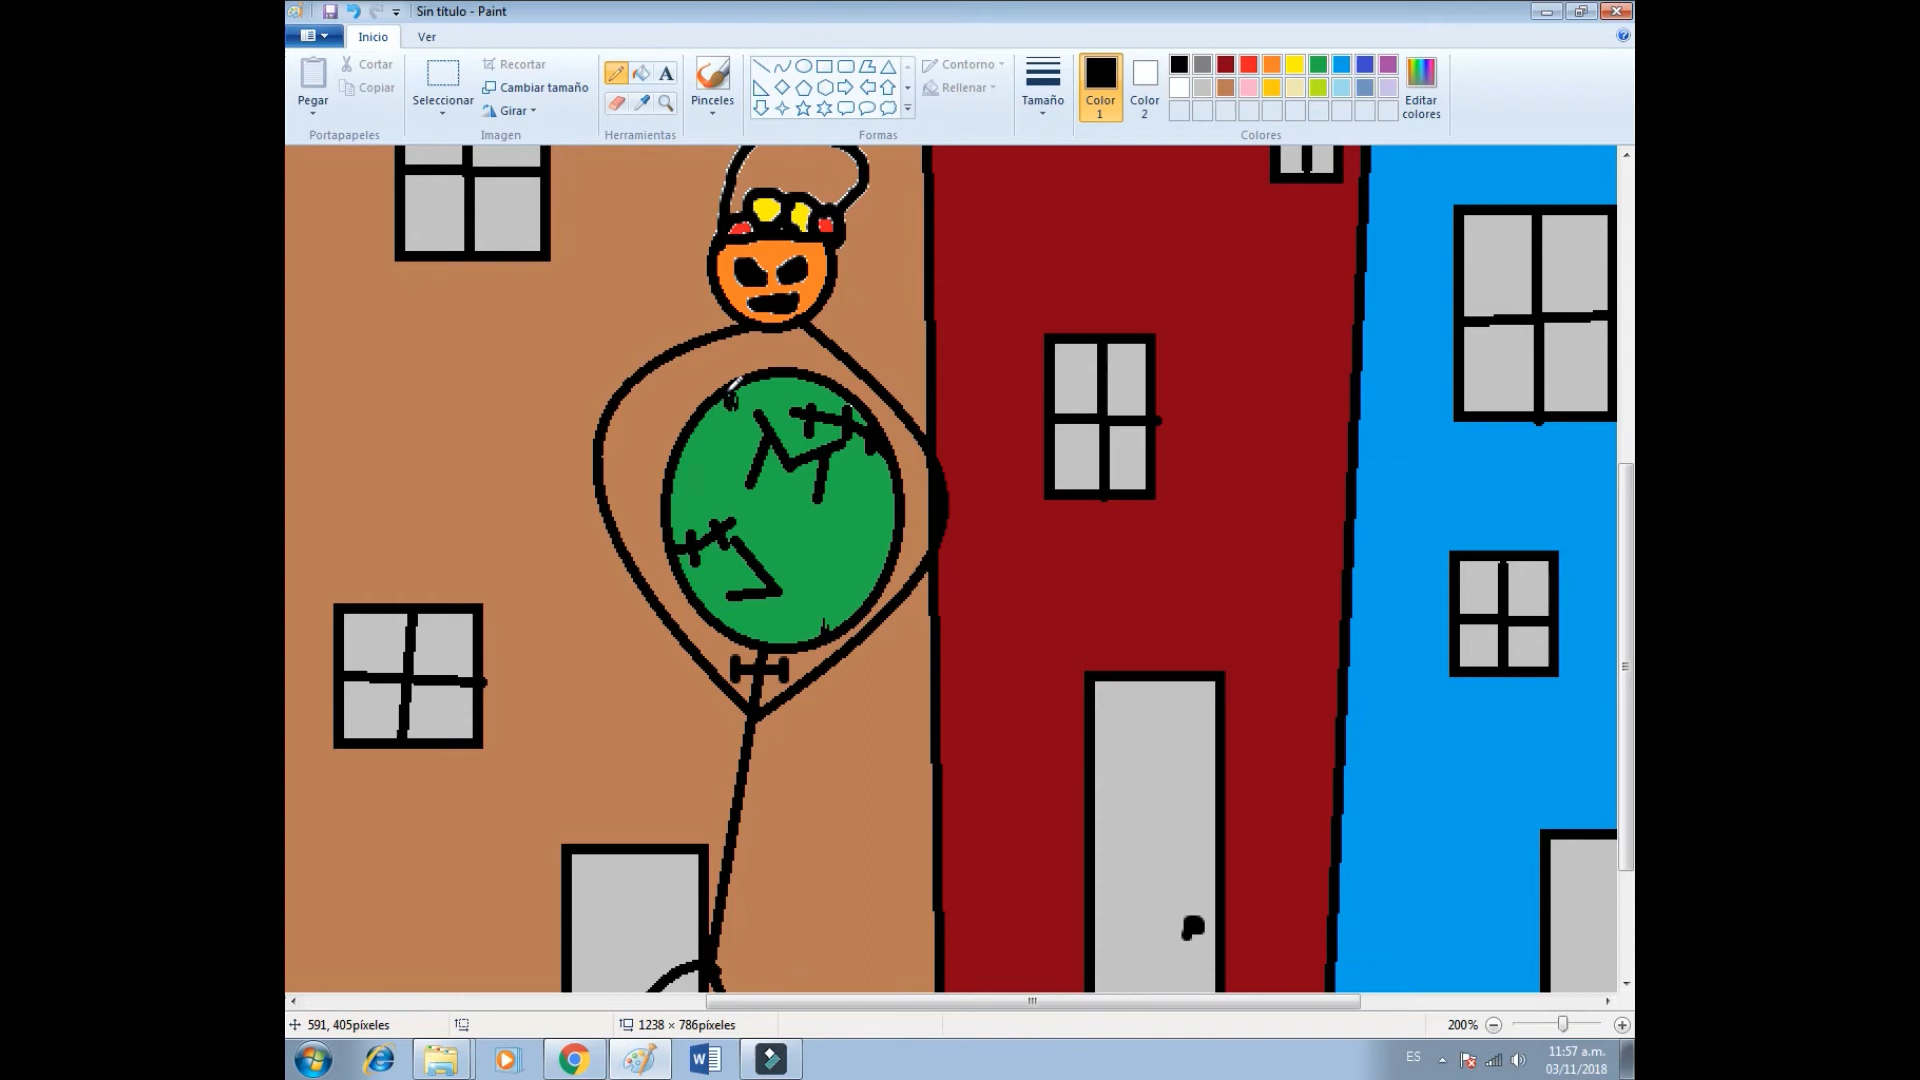 Sin título - Paint
Inicio Ver
Pegar
Cortar
Copiar
Portapapeles
Seleccionar
Recortar
Cambiar tamaño
Girar
Imagen
A
Herramientas
Pinceles
Formas
Contorno
Rellenar
Tamaño
Color 1
Color 2
Editar colores
Colores
591, 405píxeles
1238 × 786píxeles
200%
ES
11:57 a.m.
03/11/2018